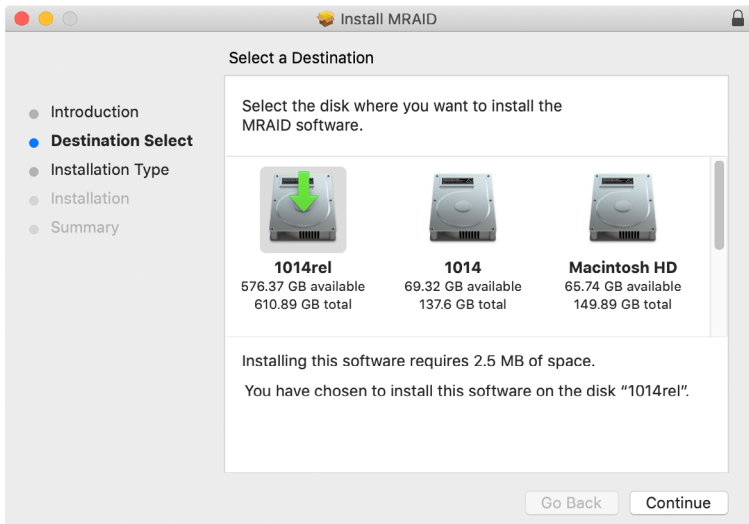 Install MRAID
Select a Destination
Introduction
Destination Select
Installation Type
Installation
Summary
Select the disk where you want to install the
MRAID software.
1014rel
576.37 GB available
610.89 GB total
1014
69.32 GB available
137.6 GB total
Macintosh HD
65.74 GB available
149.89 GB total
Installing this software requires 2.5 MB of space.
You have chosen to install this software on the disk “1014rel”.
Go Back
Continue